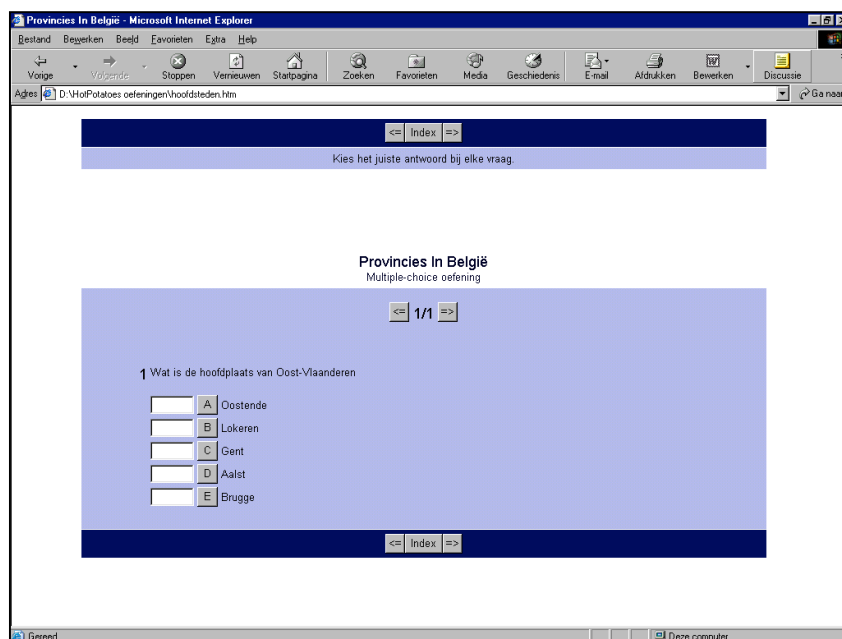 Provincies In België - Microsoft Internet Explorer
Bestand Bewerken Beeld Favorieten Extra Help
Vorige Volgende Stoppen Vernieuwen Startpagina Zoeken Favorieten Media Geschiedenis E-mail Afdrukken Bewerken Discussie
Adres D:\HotPotatoes oefeningen\hoofdsteden.htm Ga naar
<= Index =>
Kies het juiste antwoord bij elke vraag.
Provincies In België
Multiple-choice oefening
<= 1/1 =>
1 Wat is de hoofdplaats van Oost-Vlaanderen
A Oostende
B Lokeren
C Gent
D Aalst
E Brugge
<= Index =>
Gereed Deze computer